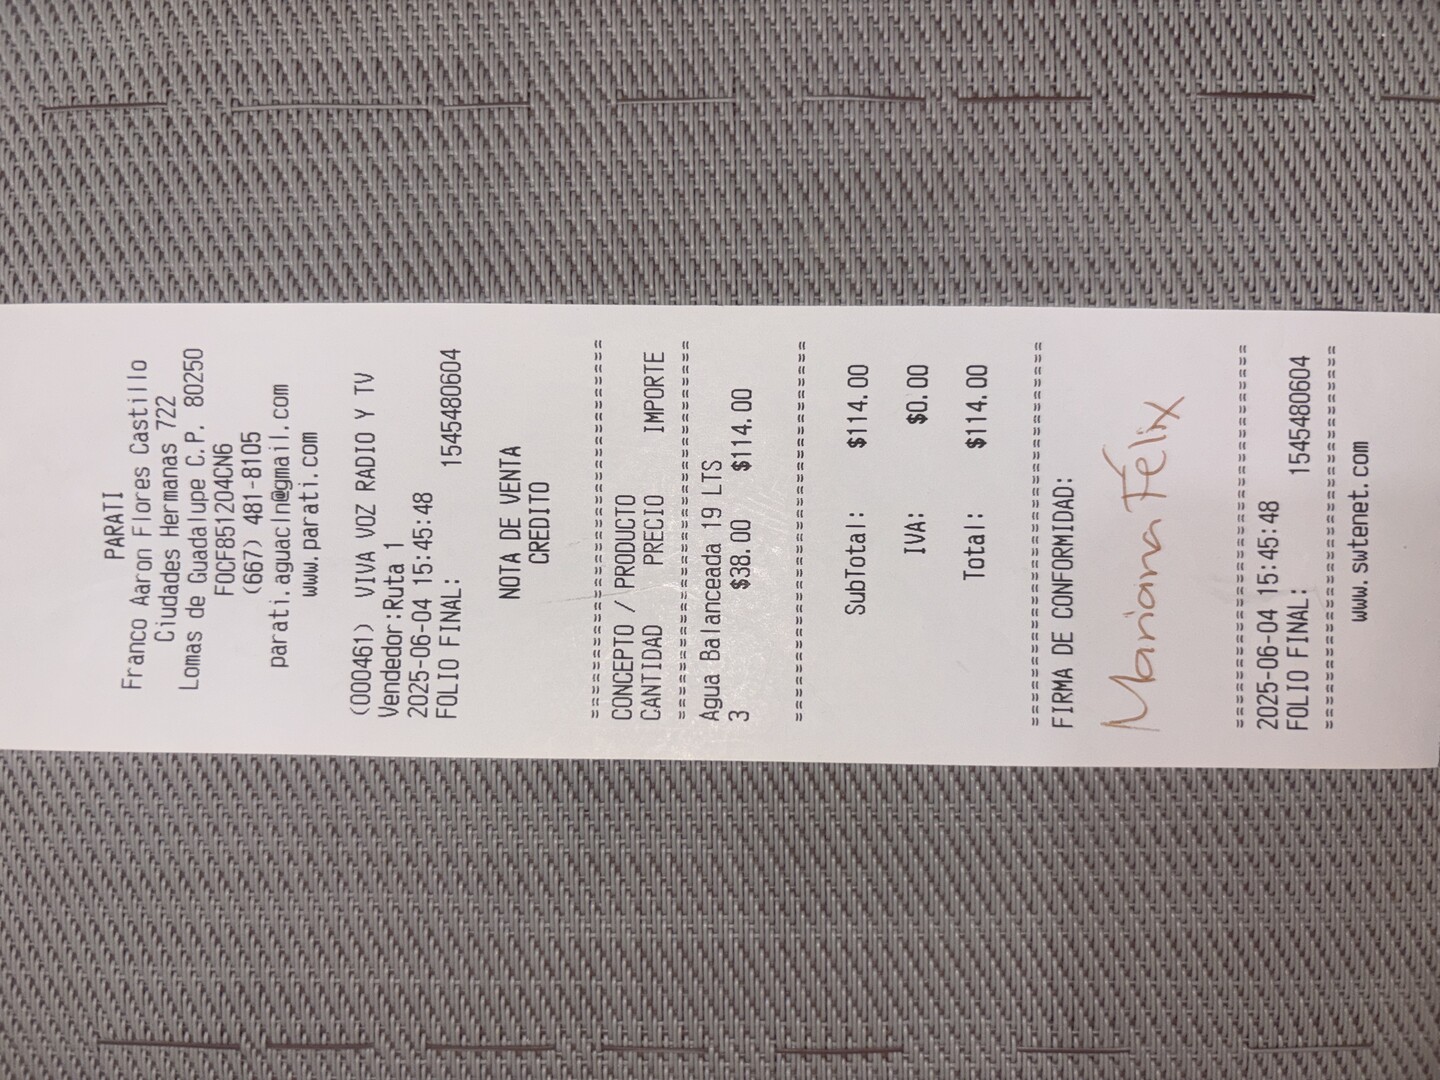 PARATI
Franco Aaron Flores Castillo
Ciudades Hermanas 722
Lomas de Guadalupe C.P. 80250
FOCF851204CN6
(667) 481-8105
parati.aguacln@gmail.com
www.parati.com
(000461) VIVA VOZ RADIO Y TV
Vendedor:Ruta 1
2025-06-04 15:45:48
FOLIO FINAL: 1545480604
NOTA DE VENTA
CREDITO
==================================
CONCEPTO / PRODUCTO
CANTIDAD PRECIO IMPORTE
==================================
Agua Balanceada 19 LTS
3 $38.00 $114.00
==================================
SubTotal: $114.00
IVA: $0.00
Total: $114.00
==================================
FIRMA DE CONFORMIDAD:
Mariana Félix
==================================
2025-06-04 15:45:48
FOLIO FINAL: 1545480604
==================================
www.swtenet.com